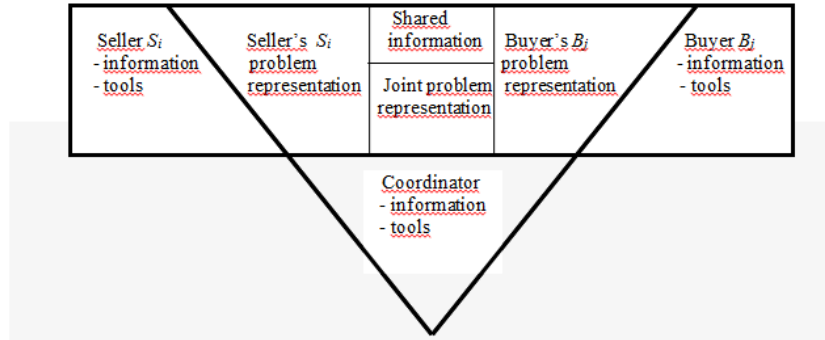 Seller Si
- information
- tools
Seller's Si
problem
representation
Shared
information
Joint problem
representation
Buyer's Bj
problem
representation
Buyer Bj
- information
- tools
Coordinator
- information
- tools